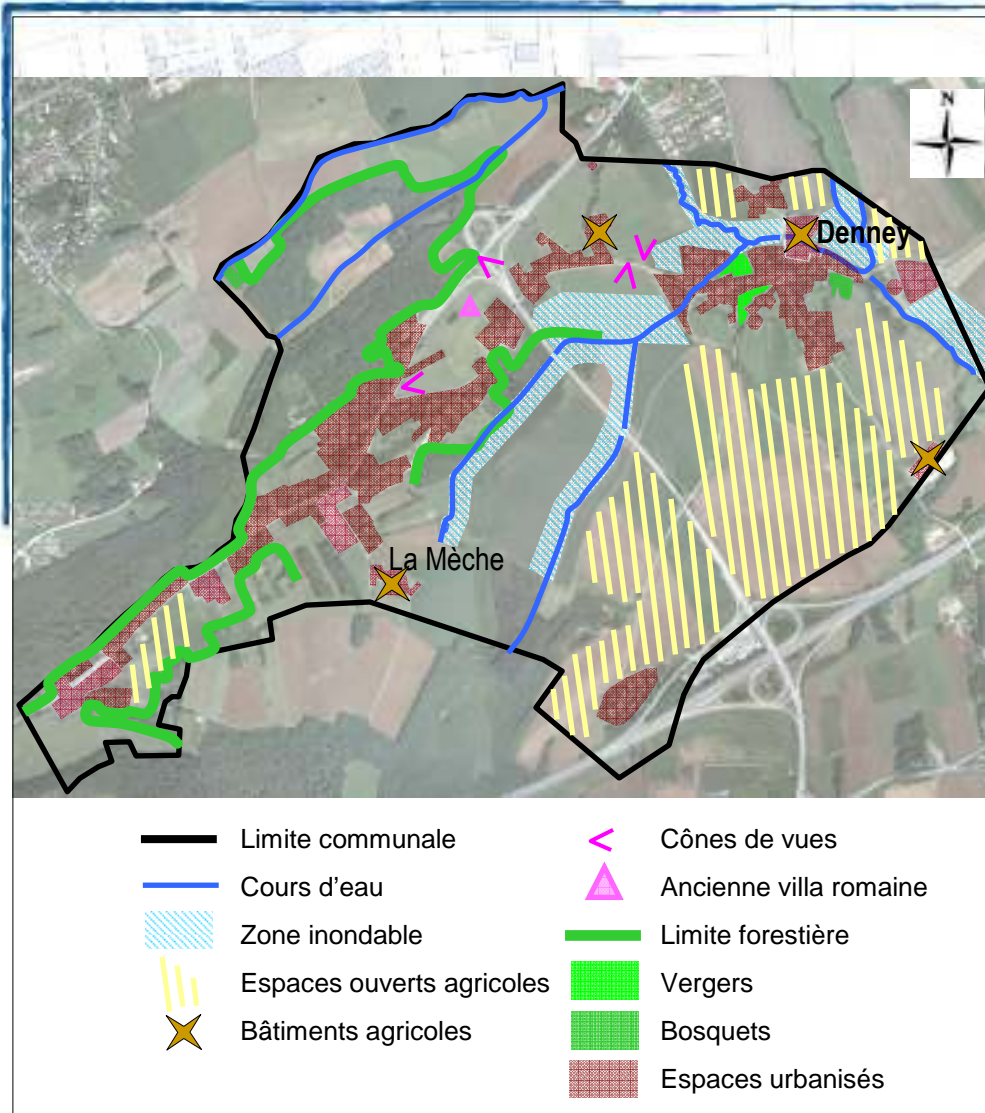 N
Denney
La Mèche
Limite communale
Cours d'eau
Zone inondable
Espaces ouverts agricoles
Bâtiments agricoles
Cônes de vues
Ancienne villa romaine
Limite forestière
Vergers
Bosquets
Espaces urbanisés